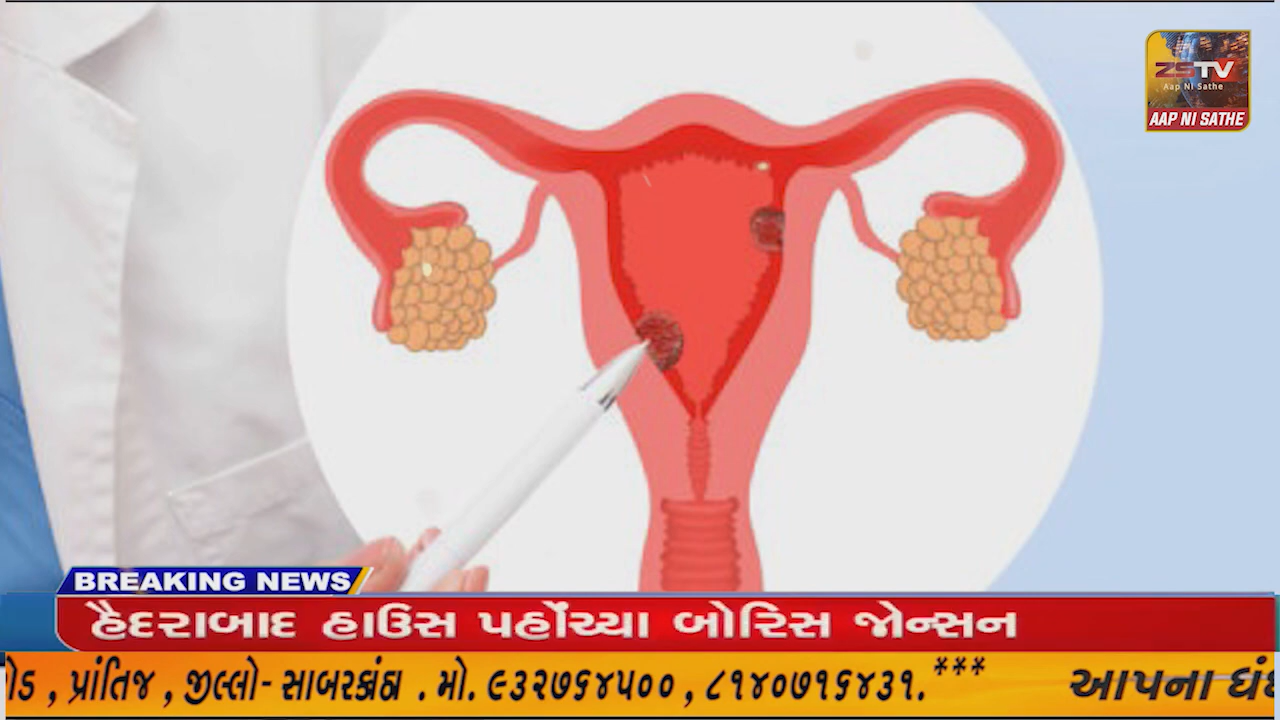 ZSTV
Aap Ni Sathe
AAP NI SATHE
BREAKING NEWS
હૈદરાબાદ હાઉસ પહોંચ્યા બોરિસ જોન્સન
રોડ , પ્રાંતિજ , જીલ્લો- સાબરકાંઠા . મો. ૯૩૨૭૬૪૫૦૦ , ૮૧૪૦૭૧૬૪૩૧.*** આપના